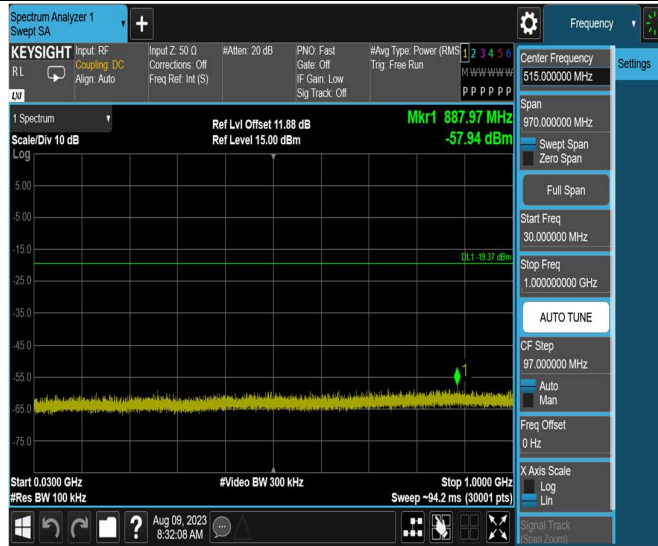 Spectrum Analyzer 1
Swept SA
Frequency
KEYSIGHT
R L
LXI
Input: RF
Coupling: DC
Align: Auto
Input Z: 50 Ω
Corrections: Off
Freq Ref: Int (S)
#Atten: 20 dB
PNO: Fast
Gate: Off
IF Gain: Low
Sig Track: Off
#Avg Type: Power (RMS
Trig: Free Run
1 2 3 4 5 6
M W W W W W
P P P P P P
Center Frequency
515.000000 MHz
Settings
1 Spectrum
Scale/Div 10 dB
Log
Ref Lvl Offset 11.88 dB
Ref Level 15.00 dBm
Mkr1 887.97 MHz
-57.94 dBm
Span
970.000000 MHz
Swept Span
Zero Span
Full Span
Start Freq
30.000000 MHz
Stop Freq
1.000000000 GHz
AUTO TUNE
CF Step
97.000000 MHz
Auto
Man
Freq Offset
0 Hz
X Axis Scale
Log
Lin
Signal Track
(Span Zoom)
5.00
-5.00
-15.0
DL1 -19.37 dBm
-25.0
-35.0
-45.0
-55.0
1
-65.0
-75.0
Start 0.0300 GHz
#Res BW 100 kHz
#Video BW 300 kHz
Stop 1.0000 GHz
Sweep ~94.2 ms (30001 pts)
?
Aug 09, 2023
8:32:08 AM